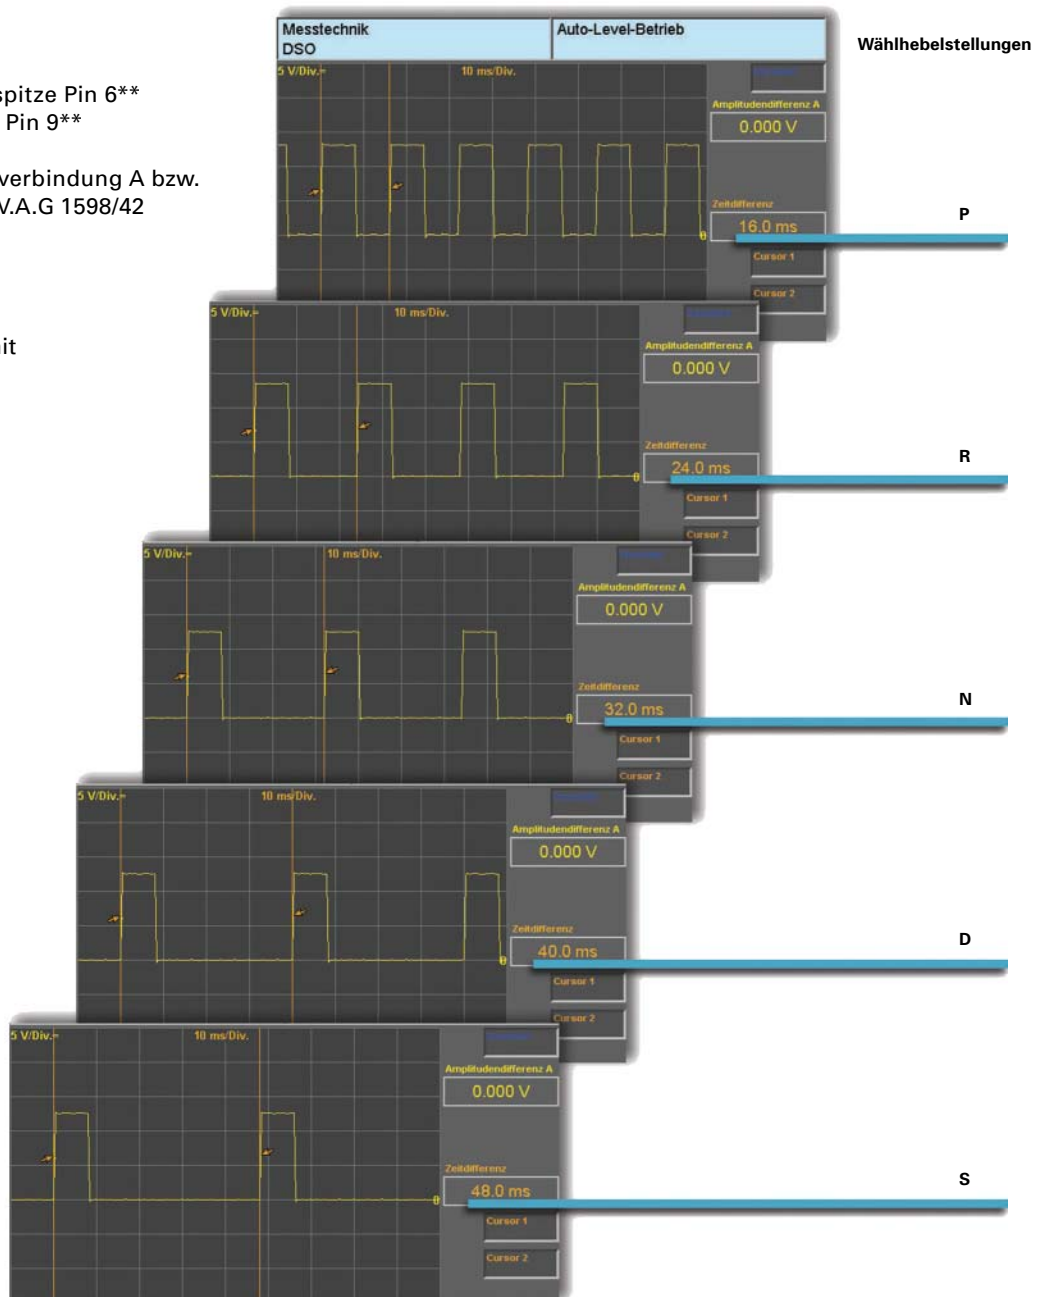 Messtechnik
DSO
Auto-Level-Betrieb
Wählhebelstellungen
spitze Pin 6**
Pin 9**
verbindung A bzw.
V.A.G 1598/42
it
5 V/Div.=
10 ms/Div.
Amplitudendifferenz A
0.000 V
Zeitdifferenz
16.0 ms
Cursor 1
Cursor 2
0
P
5 V/Div.=
10 ms/Div.
Amplitudendifferenz A
0.000 V
Zeitdifferenz
24.0 ms
Cursor 1
Cursor 2
0
R
5 V/Div.=
10 ms/Div.
Amplitudendifferenz A
0.000 V
Zeitdifferenz
32.0 ms
Cursor 1
Cursor 2
0
N
5 V/Div.=
10 ms/Div.
Amplitudendifferenz A
0.000 V
Zeitdifferenz
40.0 ms
Cursor 1
Cursor 2
0
D
5 V/Div.=
10 ms/Div.
Amplitudendifferenz A
0.000 V
Zeitdifferenz
48.0 ms
Cursor 1
Cursor 2
0
S